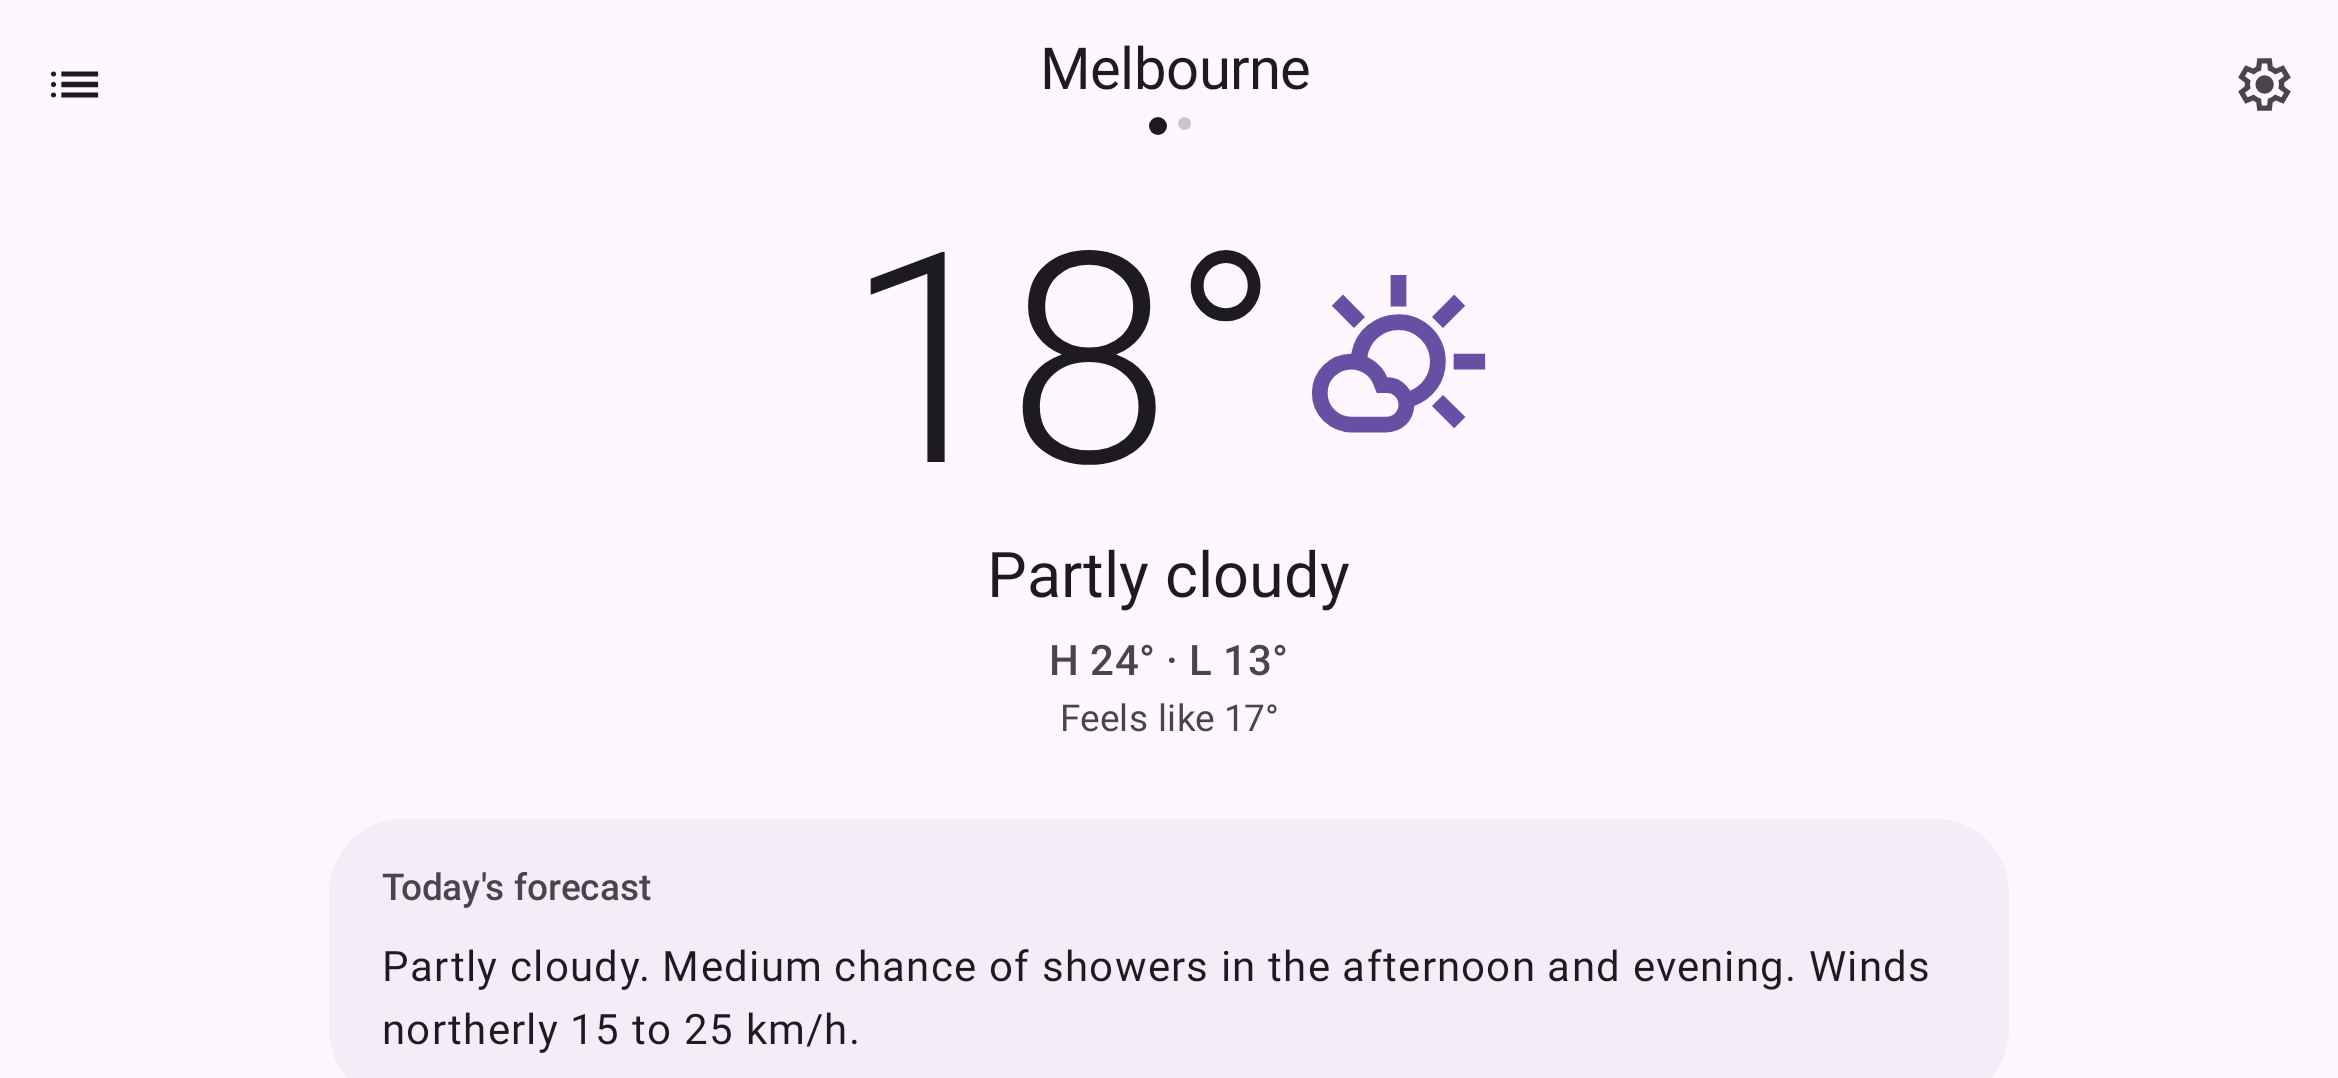 Melbourne
18°
Partly cloudy
H 24° · L 13°
Feels like 17°
Today's forecast
Partly cloudy. Medium chance of showers in the afternoon and evening. Winds
northerly 15 to 25 km/h.